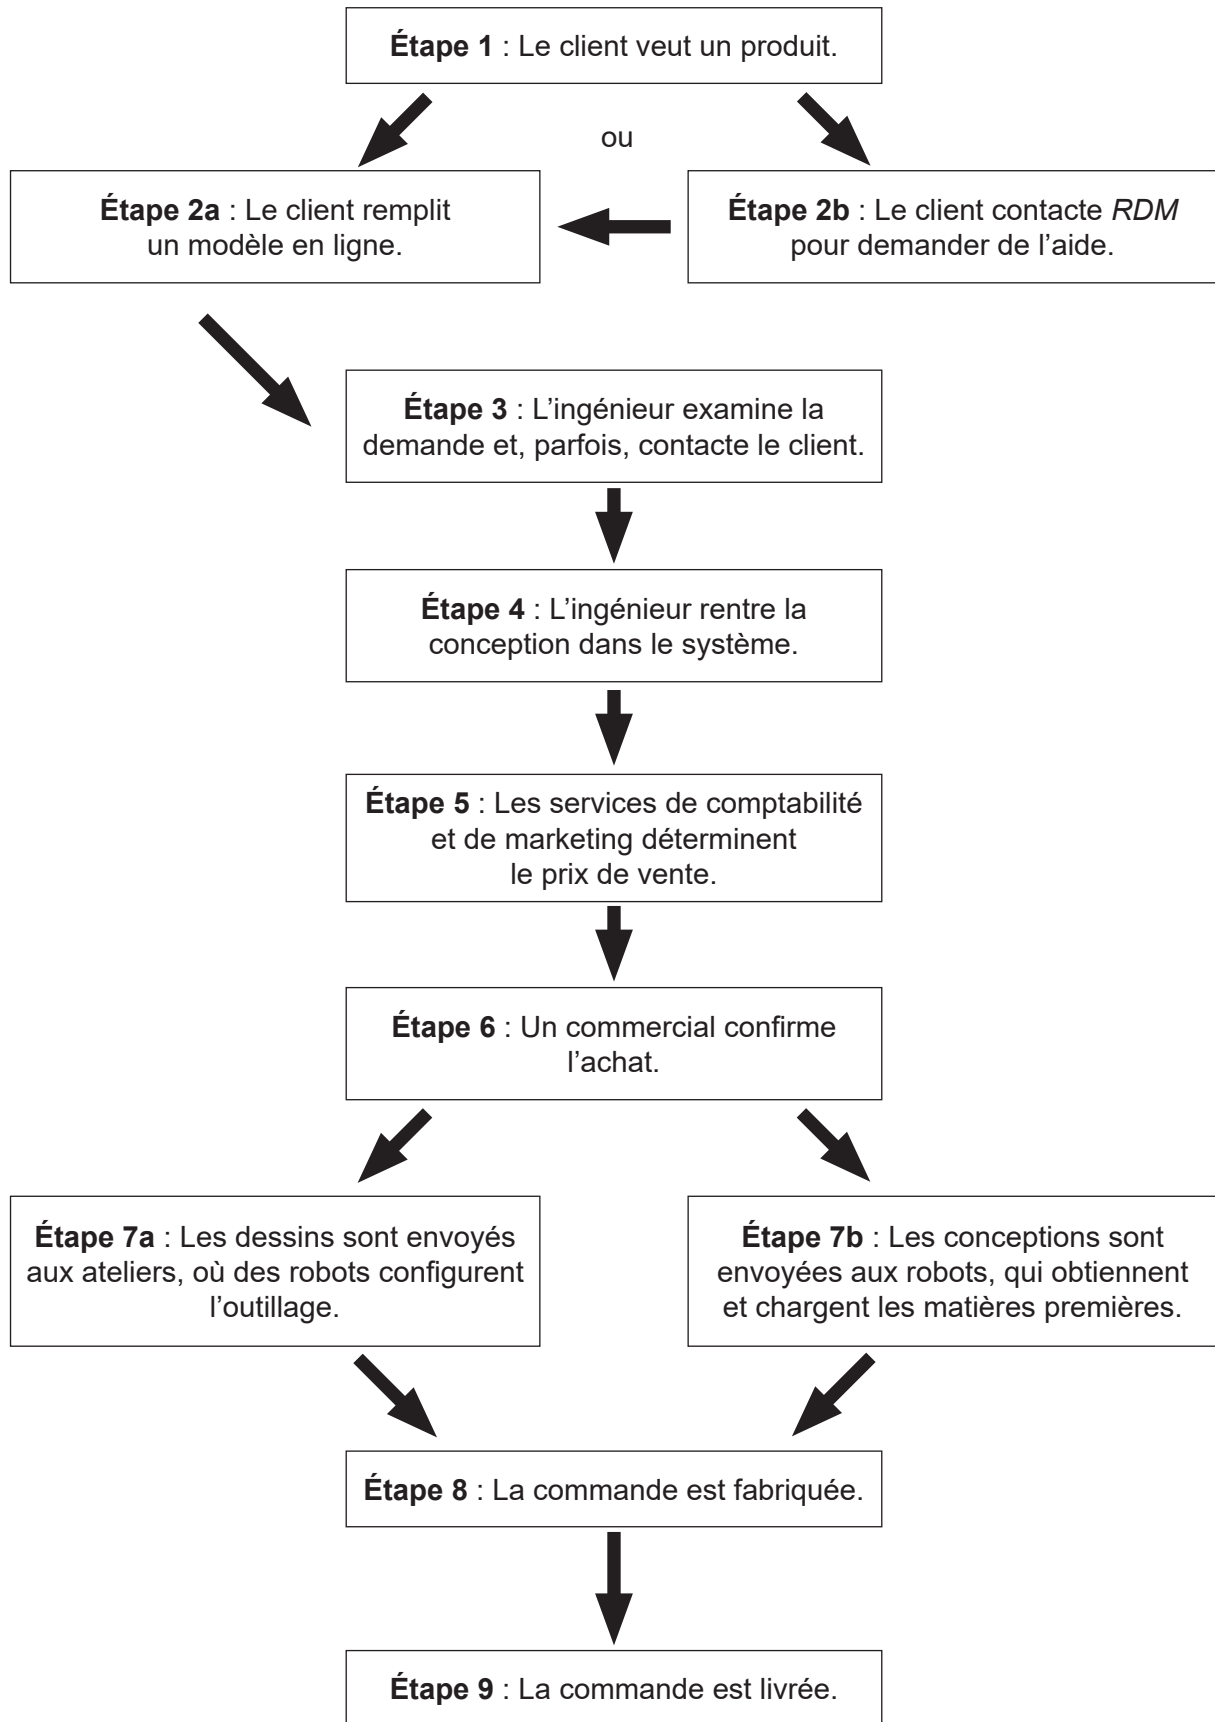 Étape 1 : Le client veut un produit.
ou
Étape 2a : Le client remplit
un modèle en ligne.
Étape 2b : Le client contacte RDM
pour demander de l’aide.
Étape 3 : L’ingénieur examine la
demande et, parfois, contacte le client.
Étape 4 : L’ingénieur rentre la
conception dans le système.
Étape 5 : Les services de comptabilité
et de marketing déterminent
le prix de vente.
Étape 6 : Un commercial confirme
l’achat.
Étape 7a : Les dessins sont envoyés
aux ateliers, où des robots configurent
l’outillage.
Étape 7b : Les conceptions sont
envoyées aux robots, qui obtiennent
et chargent les matières premières.
Étape 8 : La commande est fabriquée.
Étape 9 : La commande est livrée.